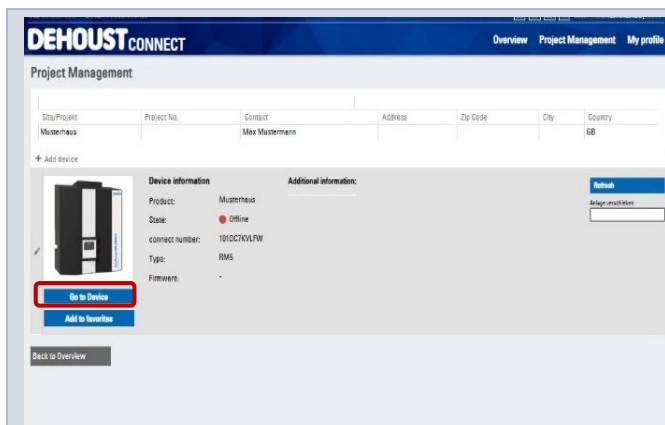 DEHOUST CONNECT
Overview Project Management My profile
Project Management
Site/Projekt Project No. Contact Address Zip Code City Country
Musterhaus Max Mustermann GB
+ Add device
Device information Additional information:
Product: Musterhaus
State: Offline
connect number:
Type: RMS
Firmware: -
Refresh
Anlage verschieben
Go to Device
Add to favorites
Back to Overview